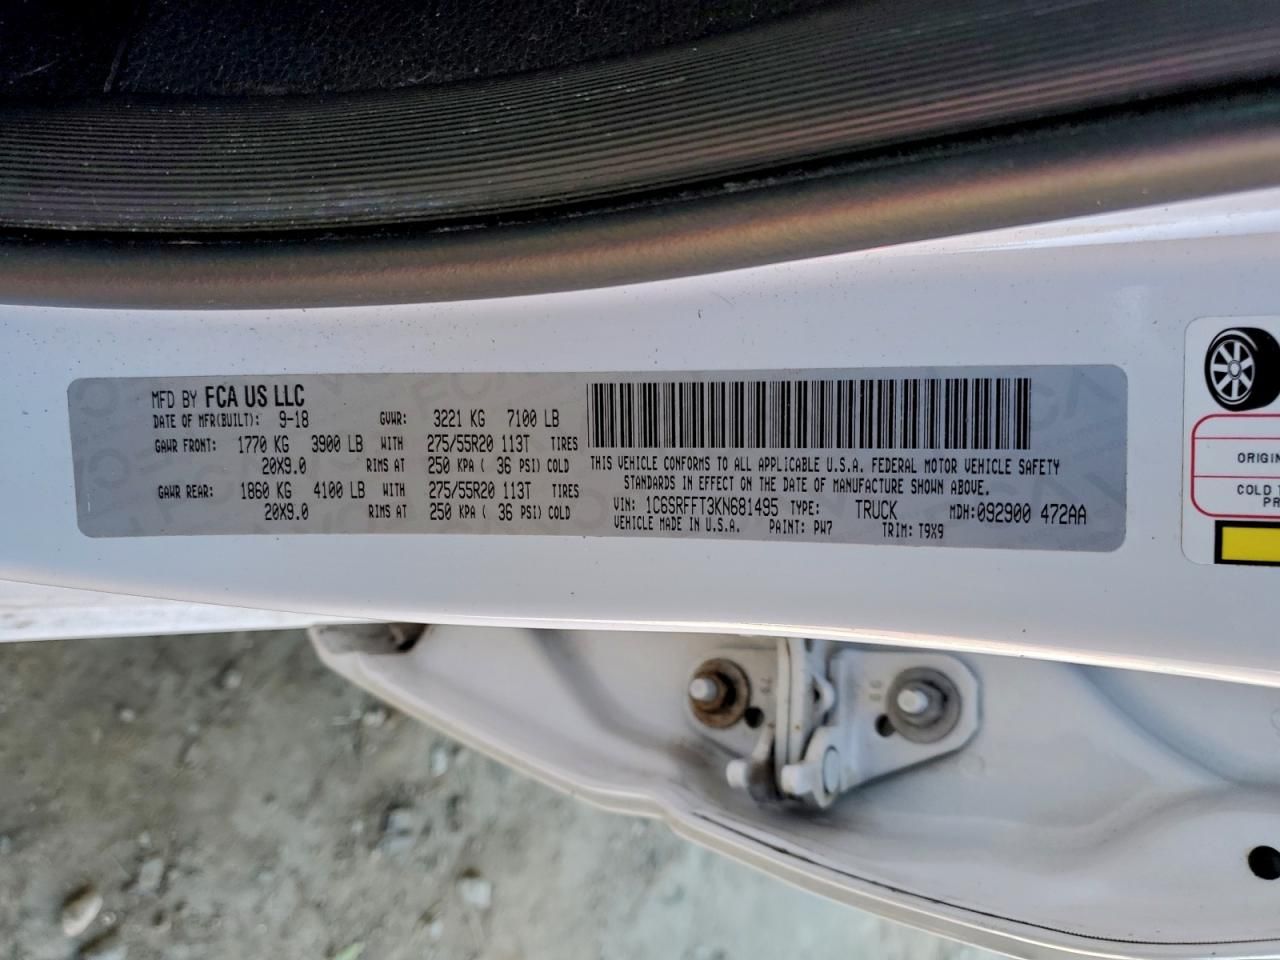 MFD BY FCA US LLC
DATE OF MFR(BUILT): 9-18 GVWR: 3221 KG 7100 LB
GAWR FRONT: 1770 KG 3900 LB WITH 275/55R20 113T TIRES
20X9.0 RIMS AT 250 KPA ( 36 PSI) COLD
GAWR REAR: 1860 KG 4100 LB WITH 275/55R20 113T TIRES
20X9.0 RIMS AT 250 KPA ( 36 PSI) COLD
THIS VEHICLE CONFORMS TO ALL APPLICABLE U.S.A. FEDERAL MOTOR VEHICLE SAFETY
STANDARDS IN EFFECT ON THE DATE OF MANUFACTURE SHOWN ABOVE.
VIN: 1C6SRFFT3KN681495 TYPE: TRUCK MDH:092900 472AA
VEHICLE MADE IN U.S.A. PAINT: PW7 TRIM: T9X9
ORIGIN
COLD T
PR